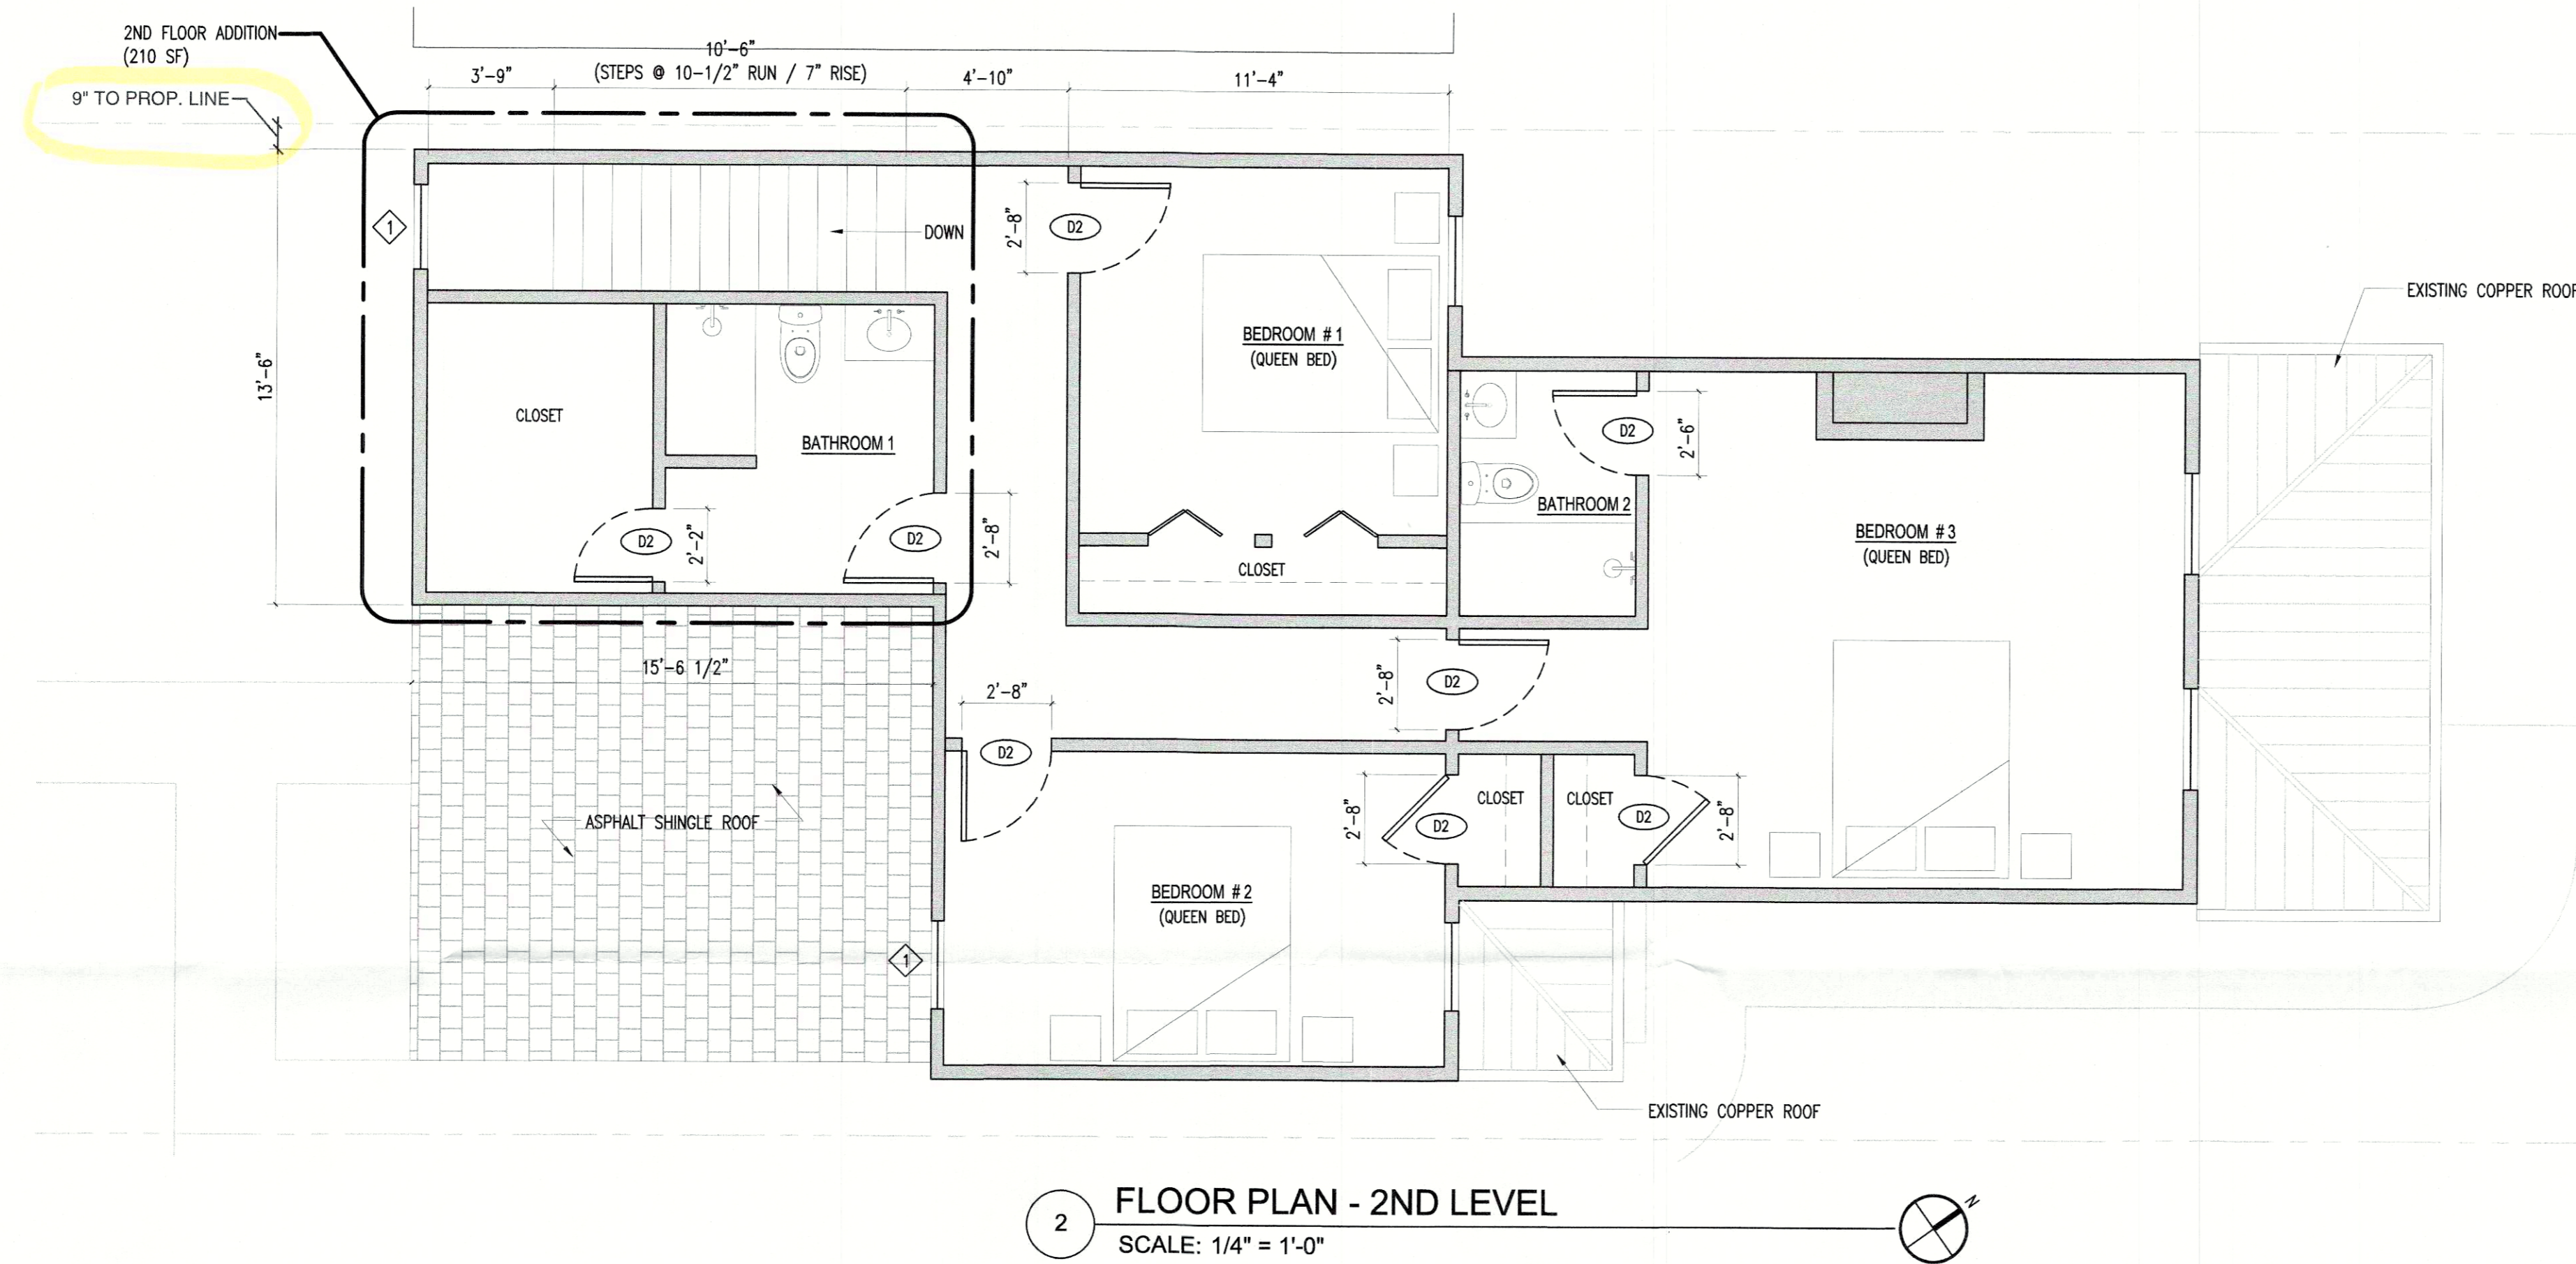 2ND FLOOR ADDITION
(210 SF)
9" TO PROP. LINE
3'-9"
10'-6"
(STEPS @ 10-1/2" RUN / 7" RISE)
4'-10"
11'-4"
1
DOWN
2'-8"
D2
EXISTING COPPER ROOF
BEDROOM #1
(QUEEN BED)
13'-6"
CLOSET
BATHROOM 1
D2
2'-6"
BATHROOM 2
D2
2'-2"
D2
2'-8"
BEDROOM #3
(QUEEN BED)
CLOSET
15'-6 1/2"
2'-8"
D2
2'-8"
D2
ASPHALT SHINGLE ROOF
2'-8"
D2
CLOSET
CLOSET
D2
2'-8"
BEDROOM #2
(QUEEN BED)
1
EXISTING COPPER ROOF
2
FLOOR PLAN - 2ND LEVEL
SCALE: 1/4" = 1'-0"
N